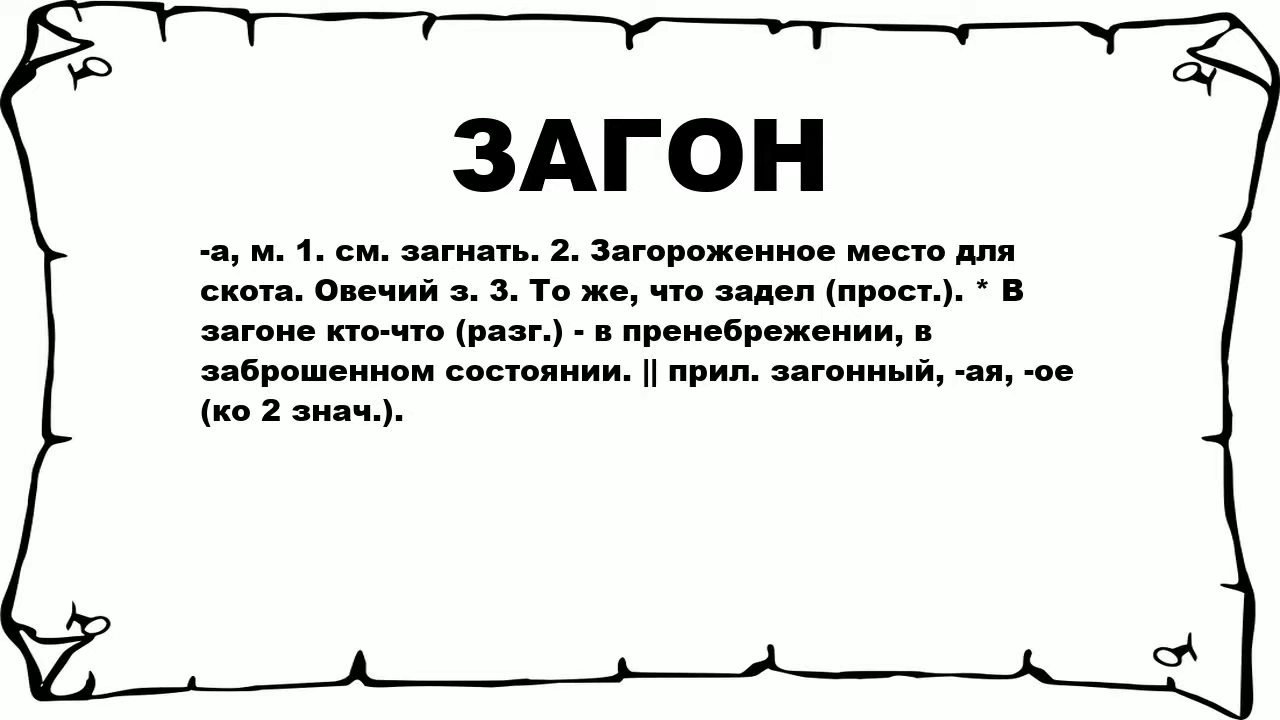 ЗАГОН
-а, м. 1. см. загнать. 2. Загороженное место для
скота. Овечий з. 3. То же, что задел (прост.). * В
загоне кто-что (разг.) - в пренебрежении, в
заброшенном состоянии. || прил. загонный, -ая, -ое
(ко 2 знач.).